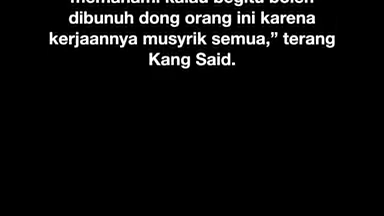 memahami kalau begitu boleh
dibunuh dong orang ini karena
kerjaannya musyrik semua,” terang
Kang Said.